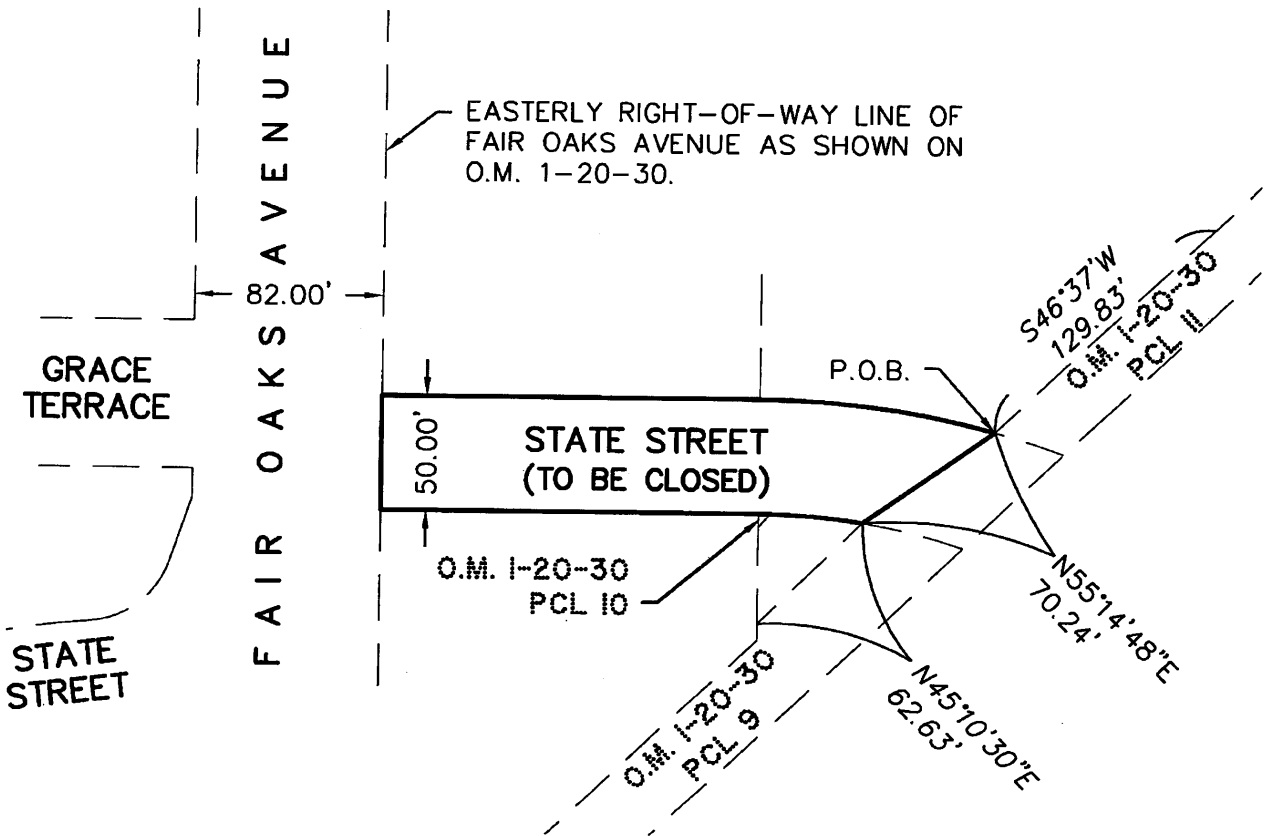 FAIR OAKS AVENUE
EASTERLY RIGHT-OF-WAY LINE OF
FAIR OAKS AVENUE AS SHOWN ON
O.M. 1-20-30.
82.00'
S46°37'W
129.83'
O.M. 1-20-30
PCL 11
GRACE
TERRACE
P.O.B.
50.00'
STATE STREET
(TO BE CLOSED)
O.M. 1-20-30
PCL 10
N55°14'48"E
70.24'
STATE
STREET
O.M. 1-20-30
PCL 9
N45°10'30"E
62.63'